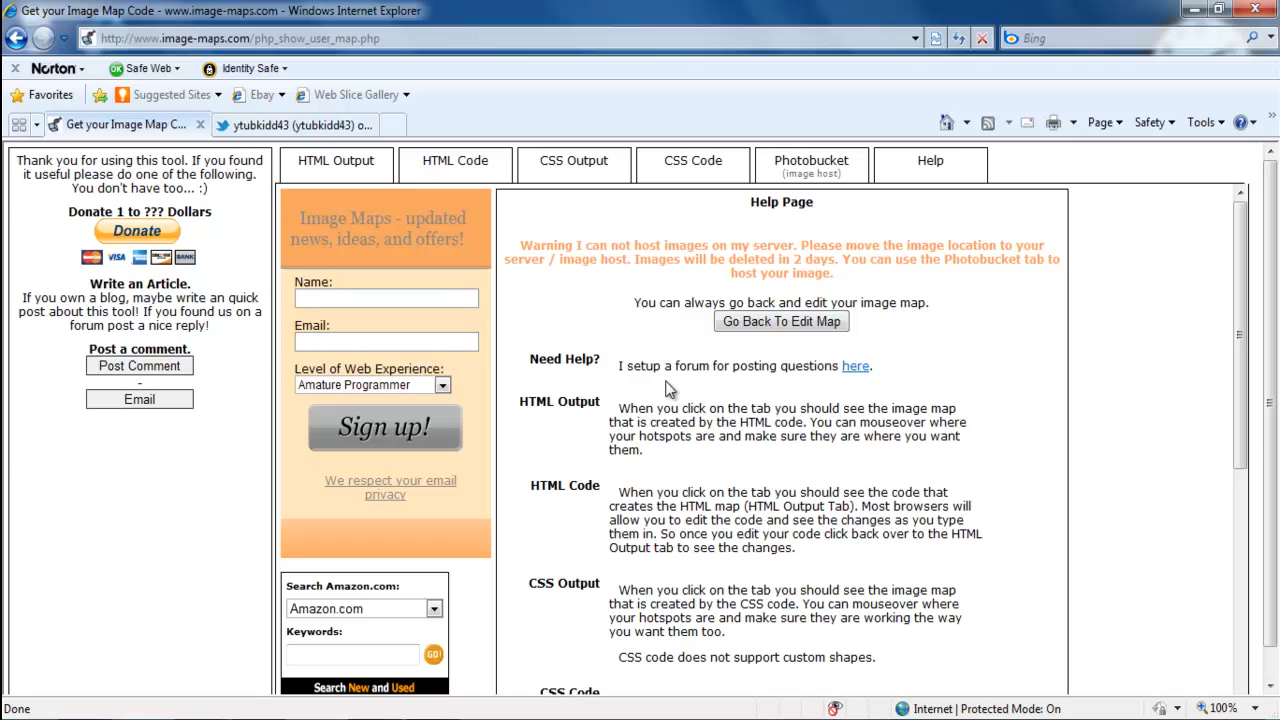 Get your Image Map Code - www.image-maps.com - Windows Internet Explorer
http://www.image-maps.com/php_show_user_map.php
Bing
x Norton
OK Safe Web
Identity Safe
Favorites
Suggested Sites
Ebay
Web Slice Gallery
Get your Image Map C...
ytubkidd43 (ytubkidd43) o...
Page
Safety
Tools
Thank you for using this tool. If you found
it useful please do one of the following.
You don't have too... :)
Donate 1 to ??? Dollars
Donate
VISA
BANK
Write an Article.
If you own a blog, maybe write an quick
post about this tool! If you found us on a
forum post a nice reply!
Post a comment.
Post Comment
-
Email
HTML Output
HTML Code
CSS Output
CSS Code
Photobucket
(image host)
Help
Image Maps - updated
news, ideas, and offers!
Name:
Email:
Level of Web Experience:
Amature Programmer
Sign up!
We respect your email
privacy
Search Amazon.com:
Amazon.com
Keywords:
GO!
Search New and Used
Help Page
Warning I can not host images on my server. Please move the image location to your
server / image host. Images will be deleted in 2 days. You can use the Photobucket tab to
host your image.
You can always go back and edit your image map.
Go Back To Edit Map
Need Help?
I setup a forum for posting questions here.
HTML Output
When you click on the tab you should see the image map
that is created by the HTML code. You can mouseover where
your hotspots are and make sure they are where you want
them.
HTML Code
When you click on the tab you should see the code that
creates the HTML map (HTML Output Tab). Most browsers will
allow you to edit the code and see the changes as you type
them in. So once you edit your code click back over to the HTML
Output tab to see the changes.
CSS Output
When you click on the tab you should see the image map
that is created by the CSS code. You can mouseover where
your hotspots are and make sure they are working the way
you want them too.
CSS code does not support custom shapes.
CSS Code
Done
Internet | Protected Mode: On
100%